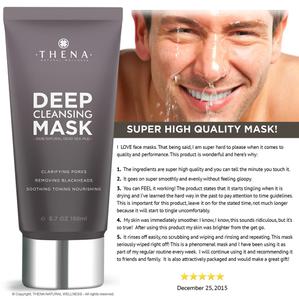 THENA
NATURAL WELLNESS
DEEP
CLEANSING
MASK
CLARIFYING PORES
REMOVING BLACKHEADS
SOOTHING TONING NOURISHING
Copyright, THENA NATURAL WELLNESS - All rights reserved.
SUPER HIGH QUALITY MASK!
I LOVE face masks. That being said, I am super hard to please when it comes to
quality and performance. This product is wonderful and here's why:
1. The ingredients are super high quality and you can tell the studied touch to it.
2. It goes on super smoothly and evenly without feeling gloppy.
3. You can FEEL it working! The product states that it starts tingling when it is
drying and I've learned the hard way in the past to pay attention to time guidelines.
This is important for this product, leave it on for the stated time, not much longer
because it will start to tingle uncomfortably.
4. My skin was immediately smoother! I know, I know, this sounds ridiculous, but it's
so true! After using this product my skin was brighter from the cleansing.
5. It rinses off easily, no scrubbing and wiping and rinsing and repeating. This mask
seriously wiped right off! This is a phenomenal mask and I have been using it as
part of my regular routine every week. I will continue using it and recommending it
to friends and family. It is also attractively packaged and would make a great gift!
December 25, 2015